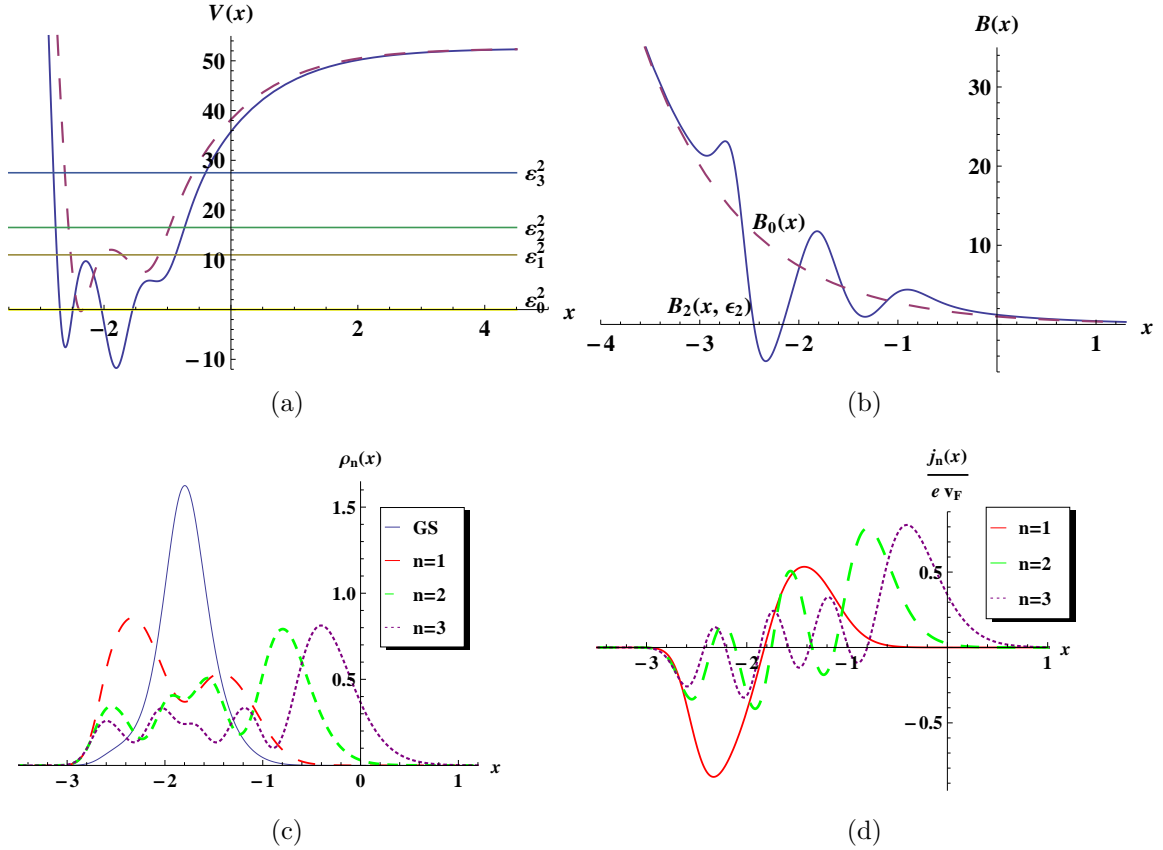 V(x)
50
40
30
20
10
−10
−2
2
4
x
ε₃²
ε₂²
ε₁²
ε₀²
(a)
B(x)
30
20
10
−4
−3
−2
−1
1
x
B₀(x)
B₂(x, ϵ₂)
(b)
ρₙ(x)
1.5
1.0
0.5
−3
−2
−1
0
1
x
GS
n=1
n=2
n=3
(c)
jₙ(x)
e v_F
0.5
−0.5
−3
−2
−1
1
x
n=1
n=2
n=3
(d)